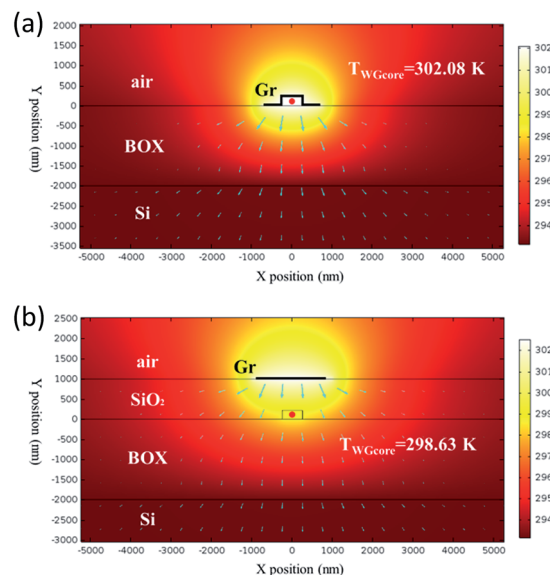 (a)
2000
1500
1000
500
0
-500
-1000
-1500
-2000
-2500
-3000
-3500
Y position (nm)
air
Gr
T_WGcore=302.08 K
BOX
Si
302
301
300
299
298
297
296
295
294
-5000 -4000 -3000 -2000 -1000 0 1000 2000 3000 4000 5000
X position (nm)
(b)
2500
2000
1500
1000
500
0
-500
-1000
-1500
-2000
-2500
-3000
Y position (nm)
air
Gr
SiO₂
T_WGcore=298.63 K
BOX
Si
302
301
300
299
298
297
296
295
294
-5000 -4000 -3000 -2000 -1000 0 1000 2000 3000 4000 5000
X position (nm)